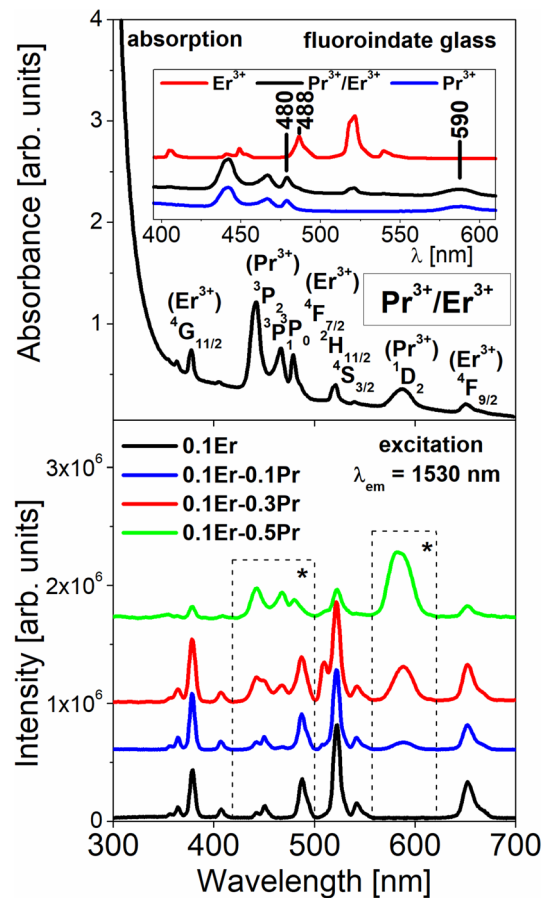 absorption fluoroindate glass
Er³⁺ Pr³⁺/Er³⁺ Pr³⁺
480
488
590
400 450 500 550 600
λ [nm]
4
3
2
1
Absorbance [arb. units]
(Er³⁺)
⁴G₁₁/₂
(Pr³⁺)
³P₂
³P₁
³P₀
(Er³⁺)
⁴F₇/₂
²H₁₁/₂
⁴S₃/₂
Pr³⁺/Er³⁺
(Pr³⁺)
¹D₂
(Er³⁺)
⁴F₉/₂
0.1Er
0.1Er-0.1Pr
0.1Er-0.3Pr
0.1Er-0.5Pr
excitation
λem = 1530 nm
*
*
3x10⁶
2x10⁶
1x10⁶
0
Intensity [arb. units]
300 400 500 600 700
Wavelength [nm]